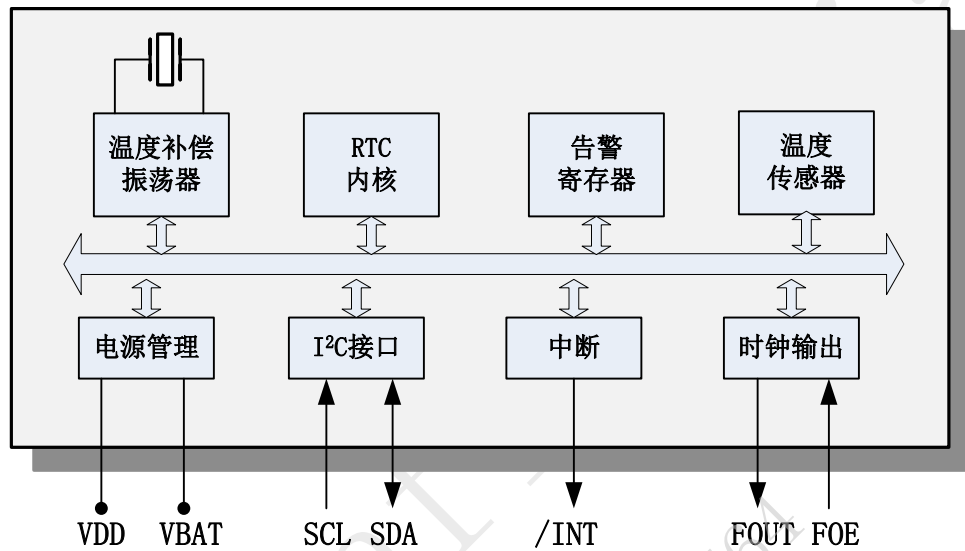 温度补偿
振荡器
RTC
内核
告警
寄存器
温度
传感器
电源管理
I²C接口
中断
时钟输出
VDD VBAT SCL SDA /INT FOUT FOE